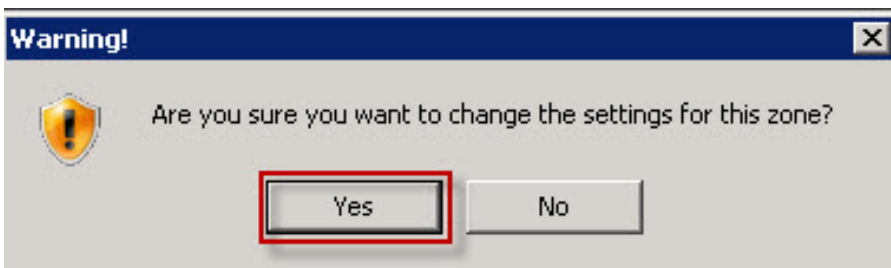 Warning!
Are you sure you want to change the settings for this zone?
Yes No